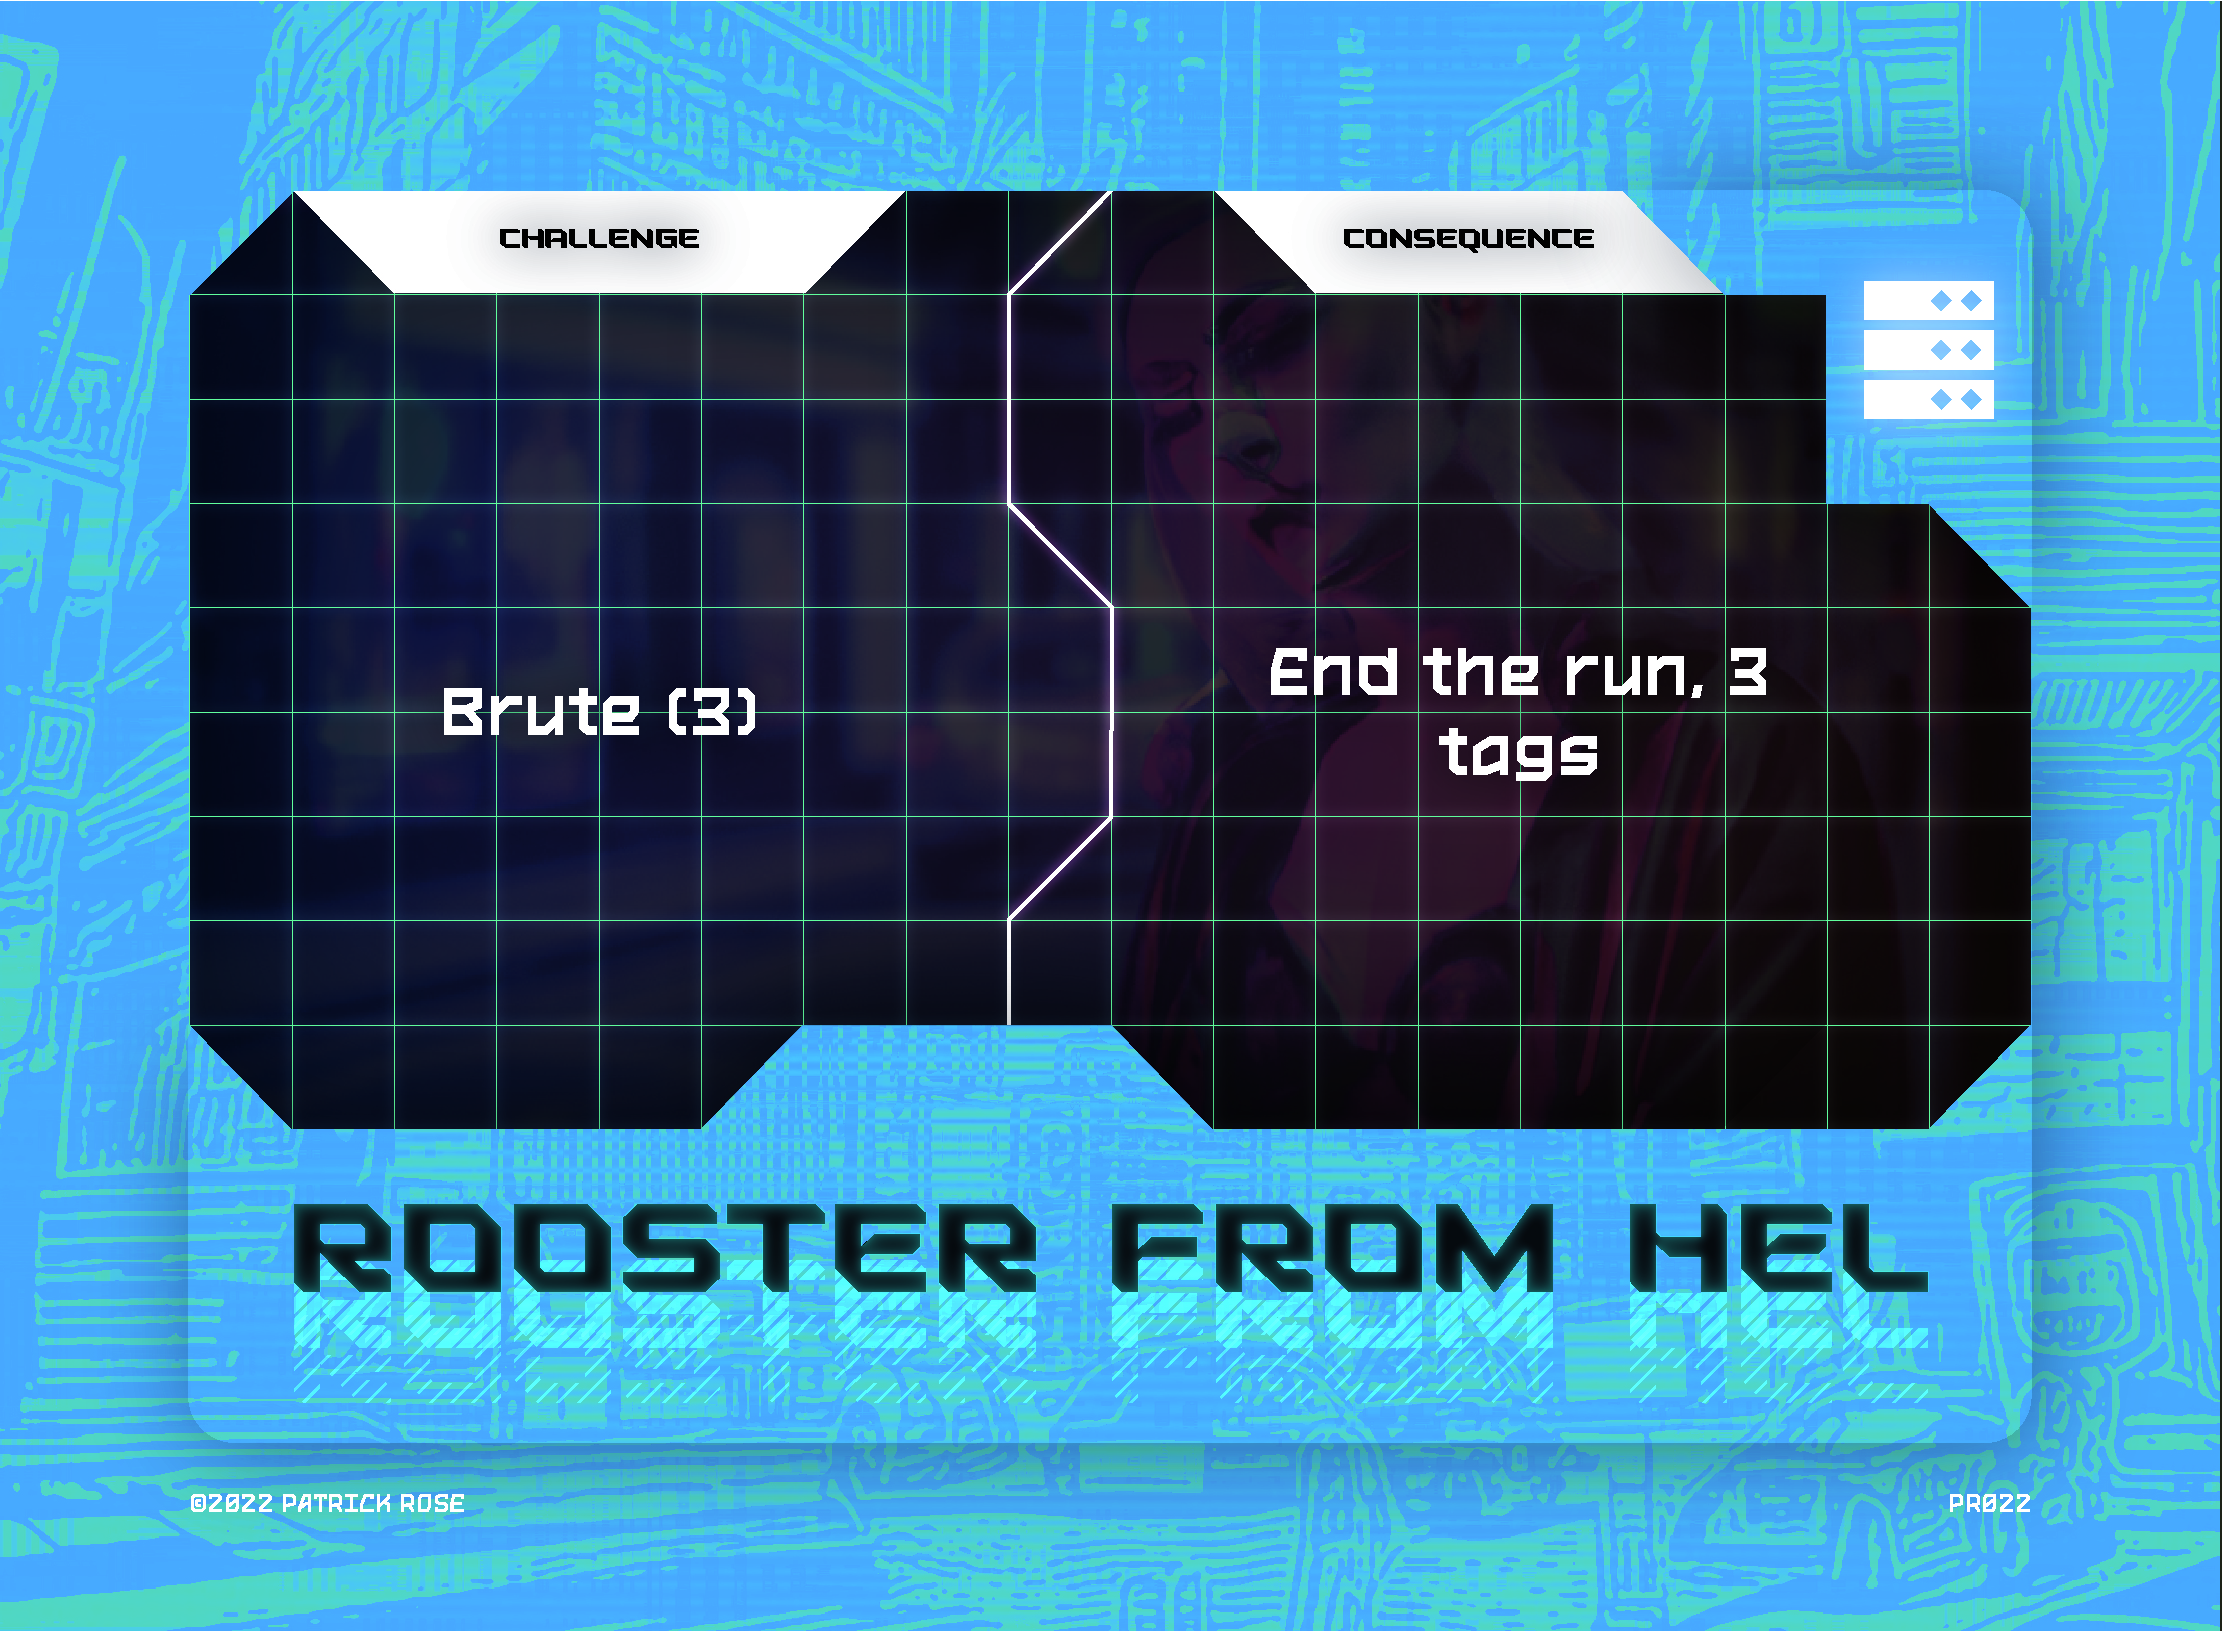 CHALLENGE
CONSEQUENCE
Brute (3)
End the run, 3
tags
ROOSTER FROM HEL
©2022 PATRICK ROSE
PR022